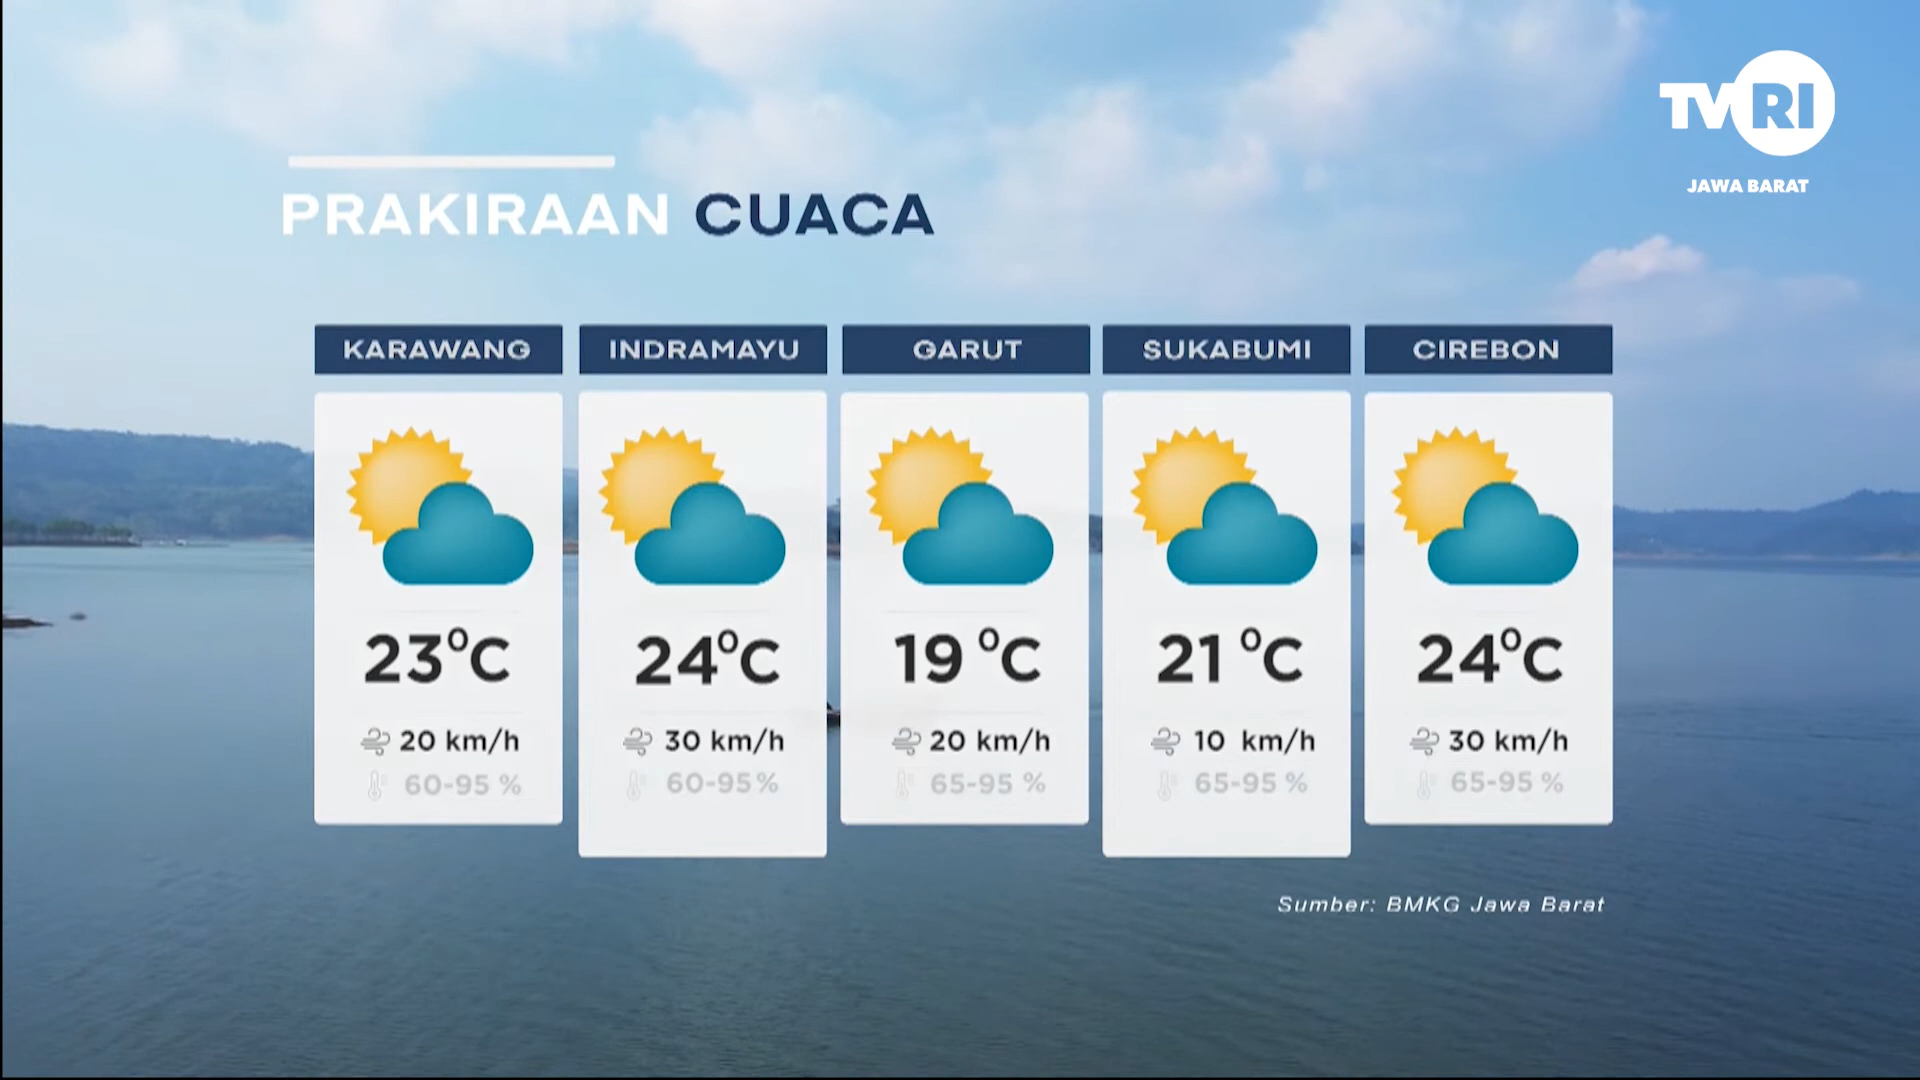 TVRI
JAWA BARAT
PRAKIRAAN CUACA
KARAWANG
INDRAMAYU
GARUT
SUKABUMI
CIREBON
23°C
24°C
19 °C
21 °C
24°C
20 km/h
30 km/h
20 km/h
10 km/h
30 km/h
60-95 %
60-95 %
65-95 %
65-95 %
65-95 %
Sumber: BMKG Jawa Barat